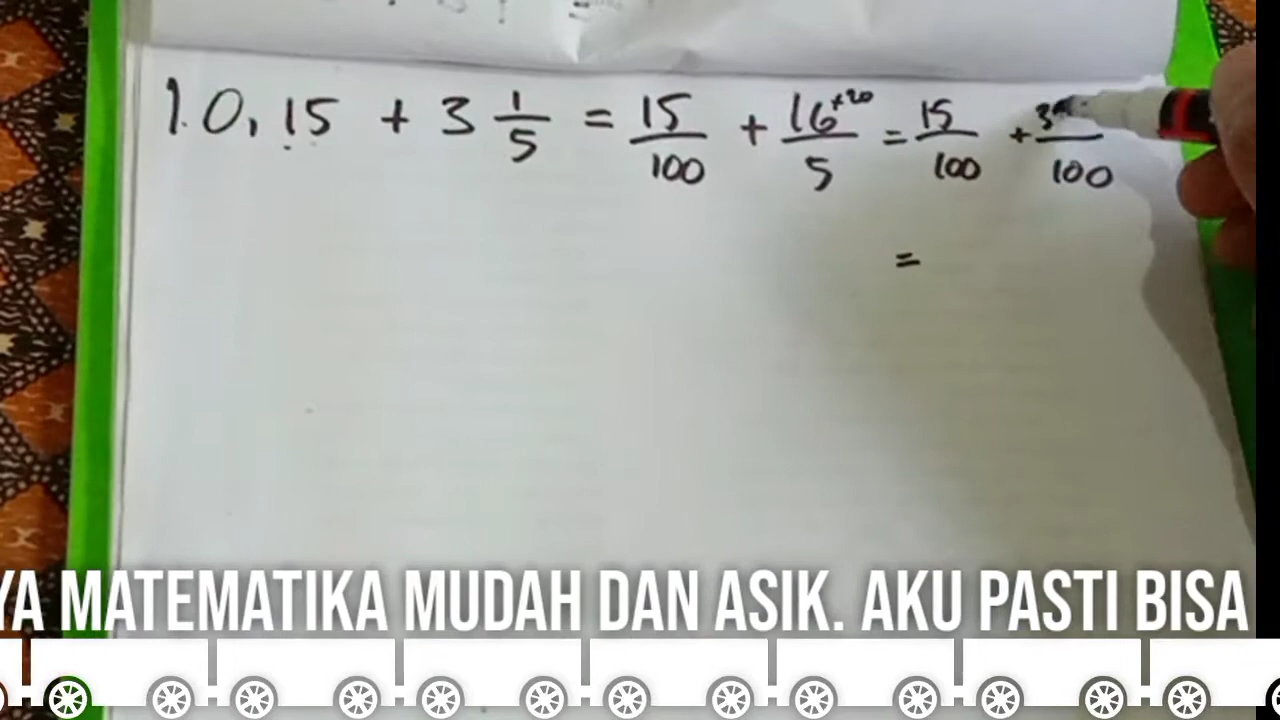 1. 0,15 + 3 1/5 = 15/100 + 16×20/5 = 15/100 + 3/100
=
YA MATEMATIKA MUDAH DAN ASIK. AKU PASTI BISA